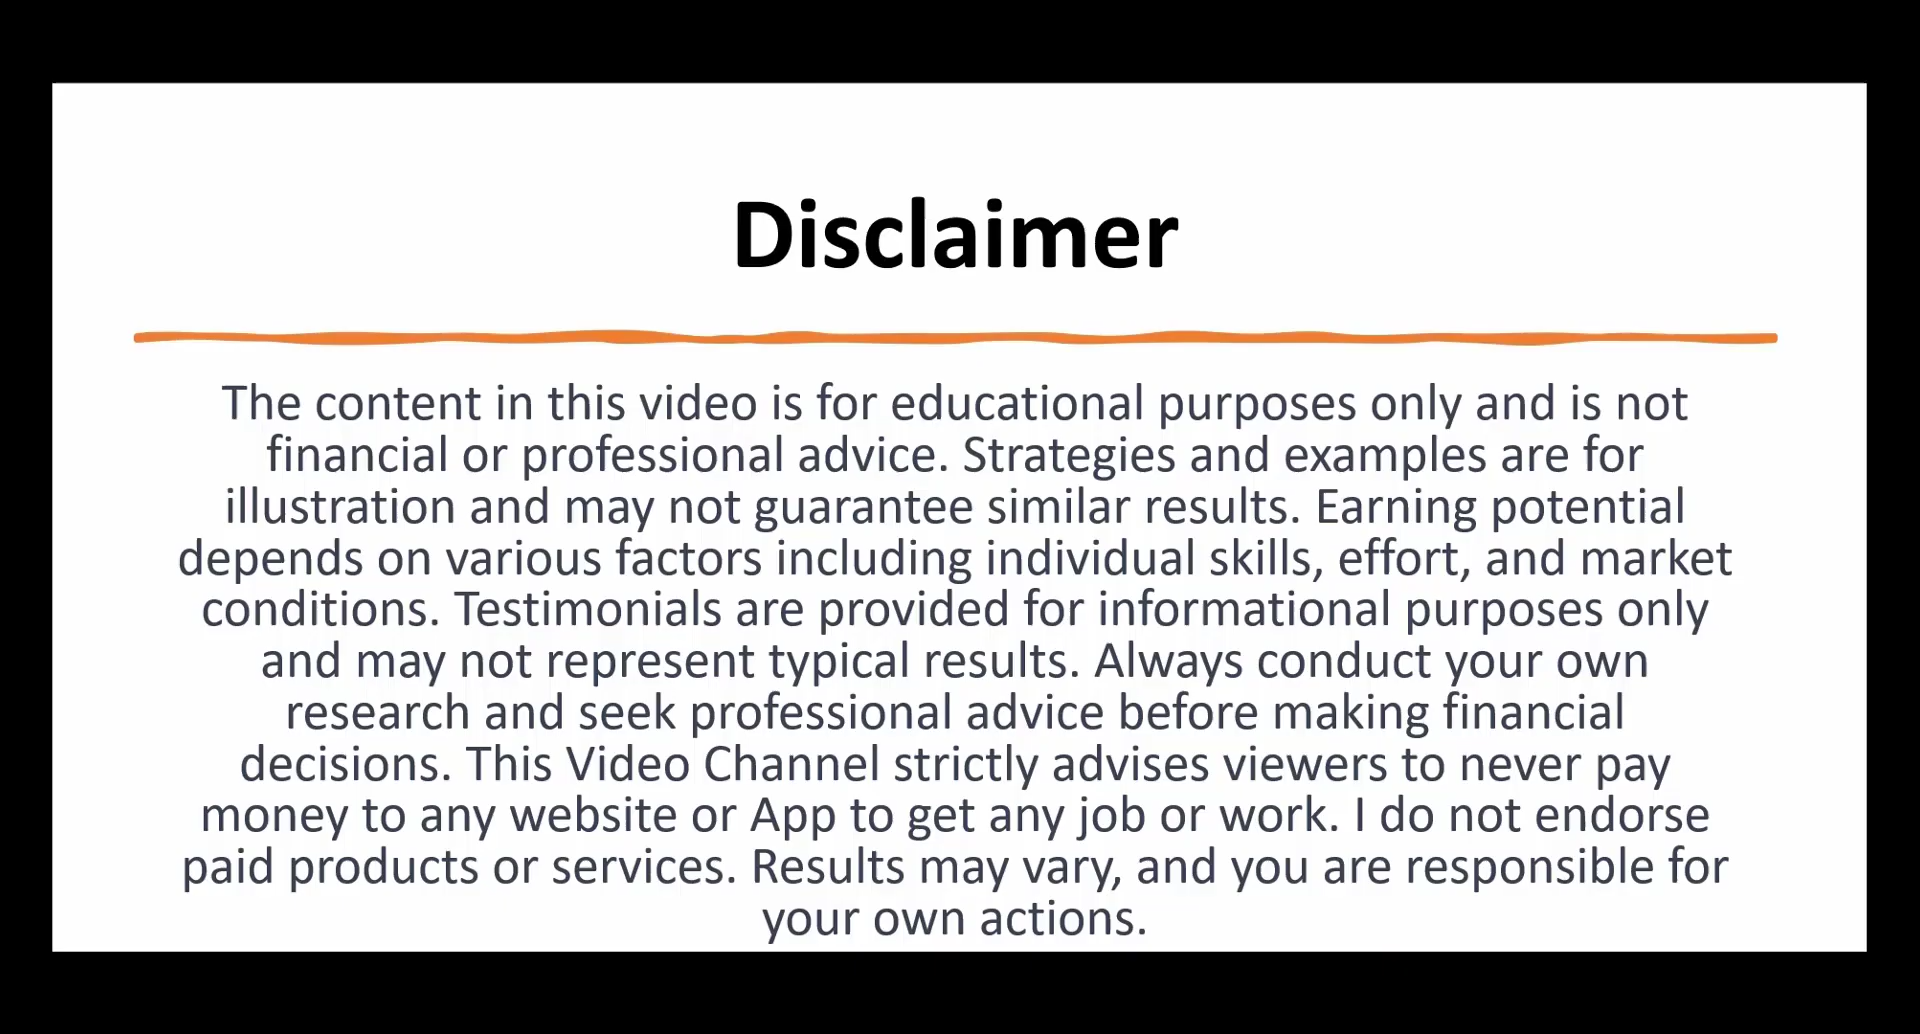 Disclaimer
The content in this video is for educational purposes only and is not
financial or professional advice. Strategies and examples are for
illustration and may not guarantee similar results. Earning potential
depends on various factors including individual skills, effort, and market
conditions. Testimonials are provided for informational purposes only
and may not represent typical results. Always conduct your own
research and seek professional advice before making financial
decisions. This Video Channel strictly advises viewers to never pay
money to any website or App to get any job or work. I do not endorse
paid products or services. Results may vary, and you are responsible for
your own actions.